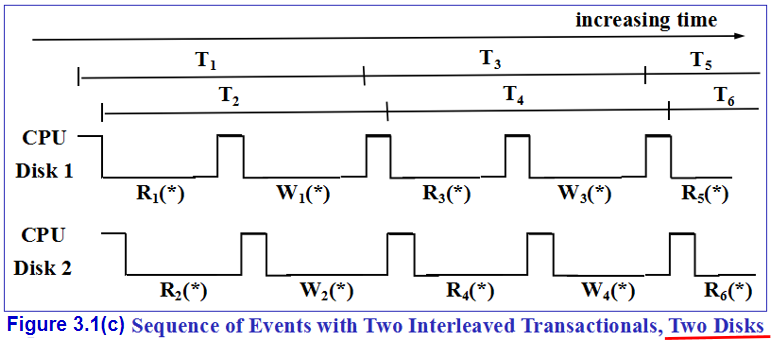 increasing time
T1 T3 T5
T2 T4 T6
CPU
Disk 1
R1(*) W1(*) R3(*) W3(*) R5(*)
CPU
Disk 2
R2(*) W2(*) R4(*) W4(*) R6(*)
Figure 3.1(c) Sequence of Events with Two Interleaved Transactionals, Two Disks